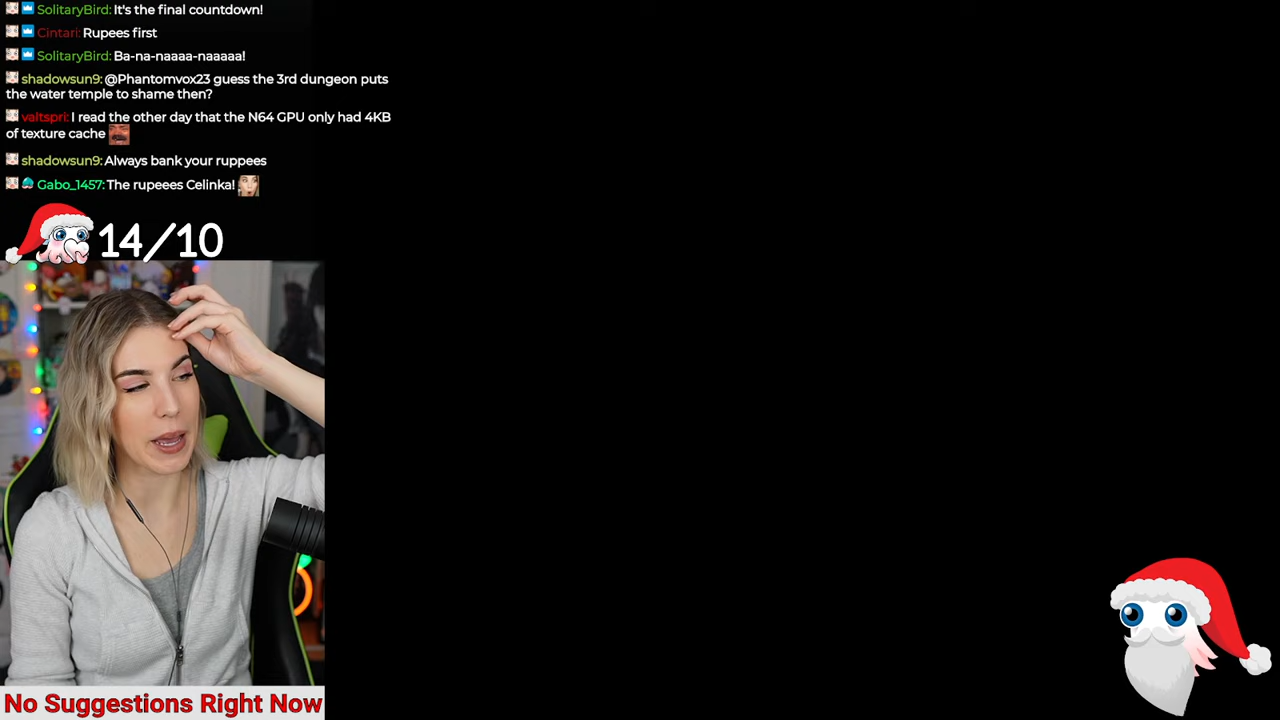 SolitaryBird: It's the final countdown!
Cintari: Rupees first
SolitaryBird: Ba-na-naaaa-naaaaa!
shadowsun9: @Phantomvox23 guess the 3rd dungeon puts
the water temple to shame then?
valtspri: I read the other day that the N64 GPU only had 4KB
of texture cache
shadowsun9: Always bank your ruppees
Gabo_1457: The rupeees Celinka!
14/10
No Suggestions Right Now